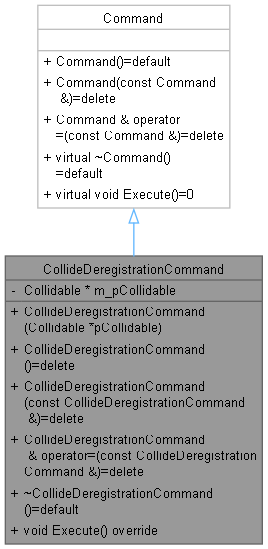 Command
+ Command()=default
+ Command(const Command
&)=delete
+ Command & operator
=(const Command &)=delete
+ virtual ~Command()
=default
+ virtual void Execute()=0
CollideDeregistrationCommand
- Collidable * m_pCollidable
+ CollideDeregistrationCommand
(Collidable *pCollidable)
+ CollideDeregistrationCommand
()=delete
+ CollideDeregistrationCommand
(const CollideDeregistrationCommand
&)=delete
+ CollideDeregistrationCommand
& operator=(const CollideDeregistration
Command &)=delete
+ ~CollideDeregistrationCommand
()=default
+ void Execute() override